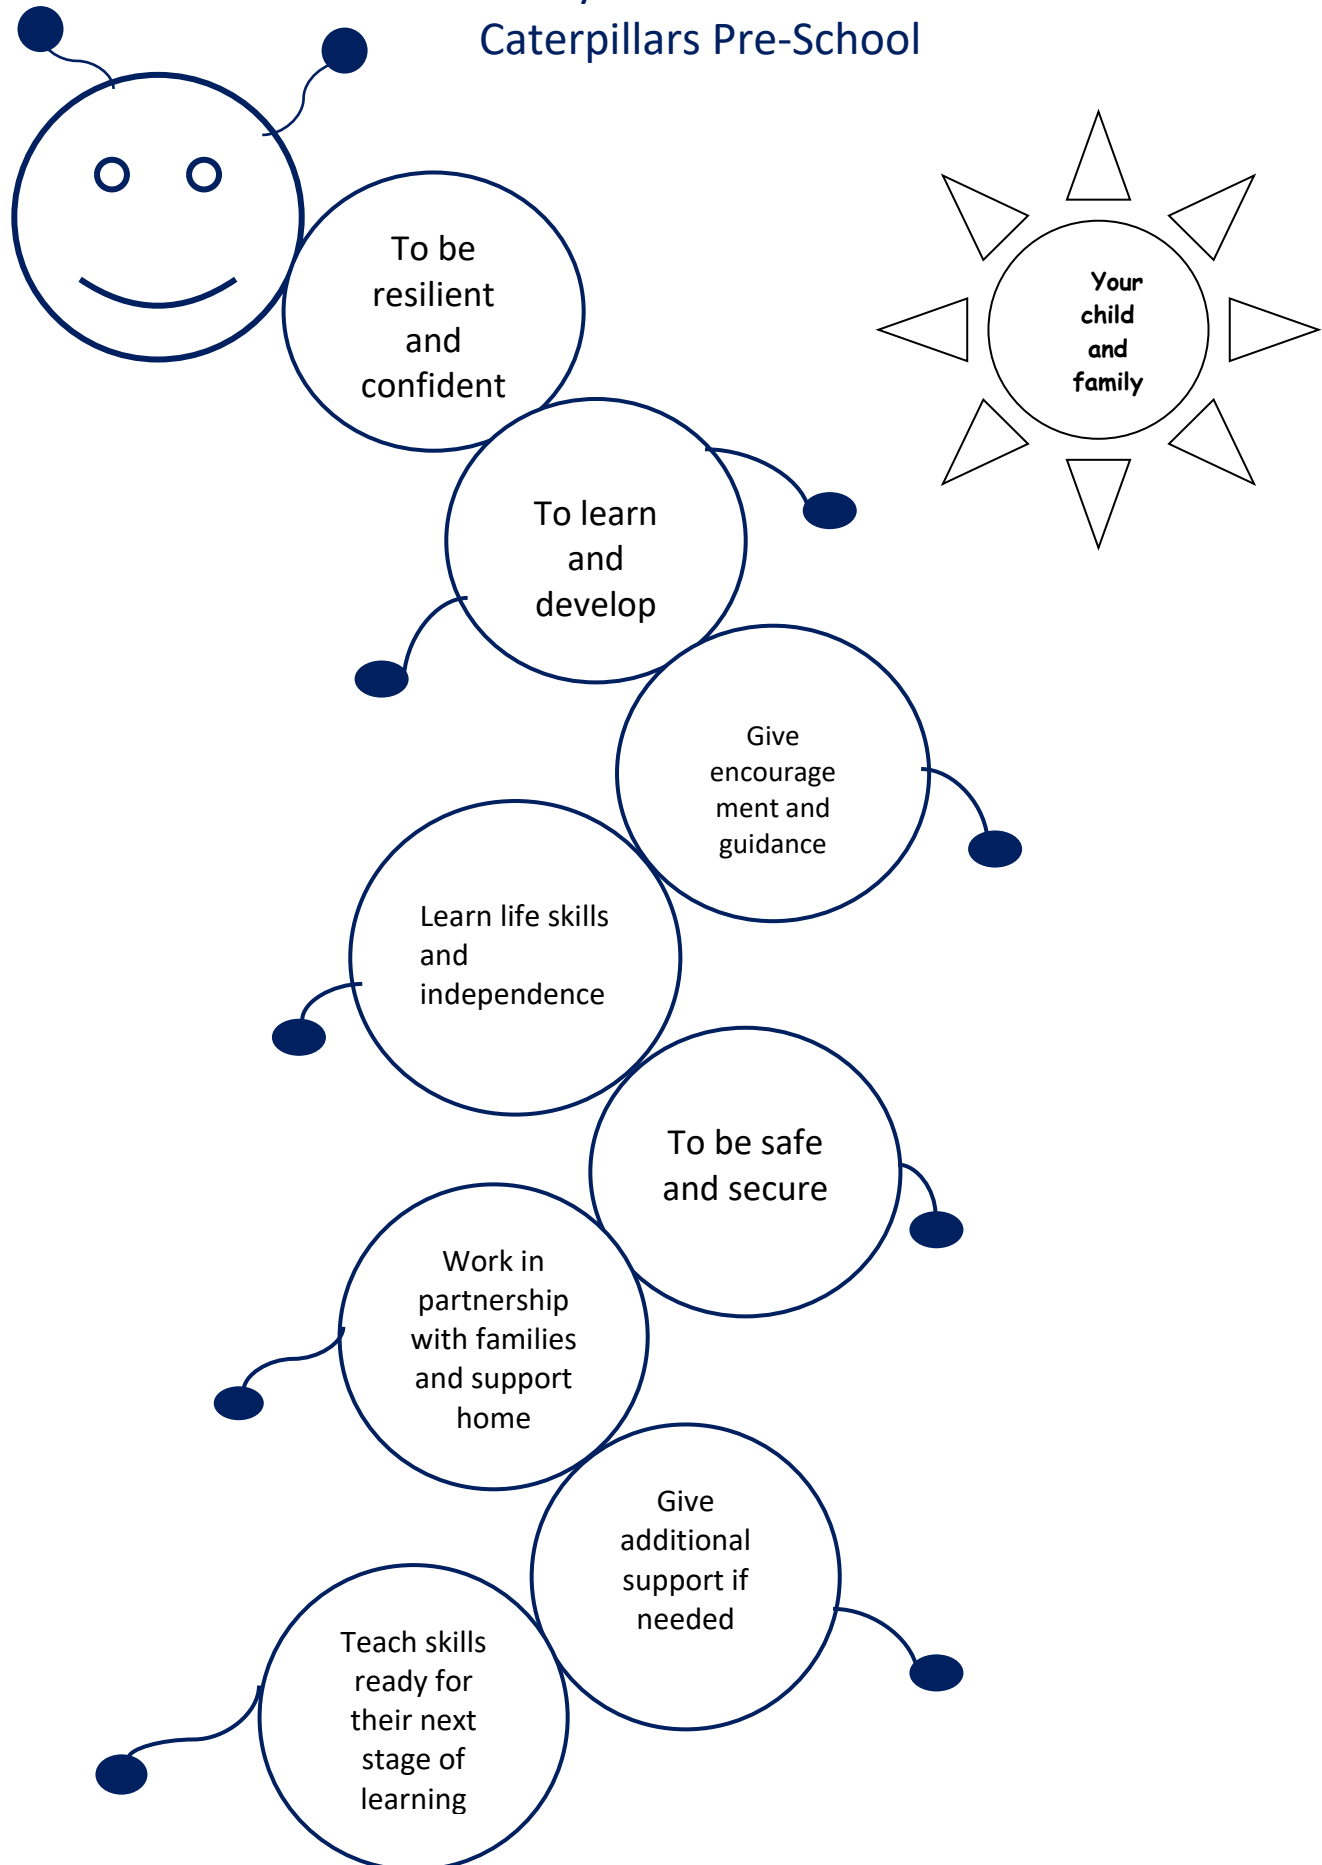 Caterpillars Pre-School
To be
resilient
and
confident
Your
child
and
family
To learn
and
develop
Give
encourage
ment and
guidance
Learn life skills
and
independence
To be safe
and secure
Work in
partnership
with families
and support
home
Give
additional
support if
needed
Teach skills
ready for
their next
stage of
learning